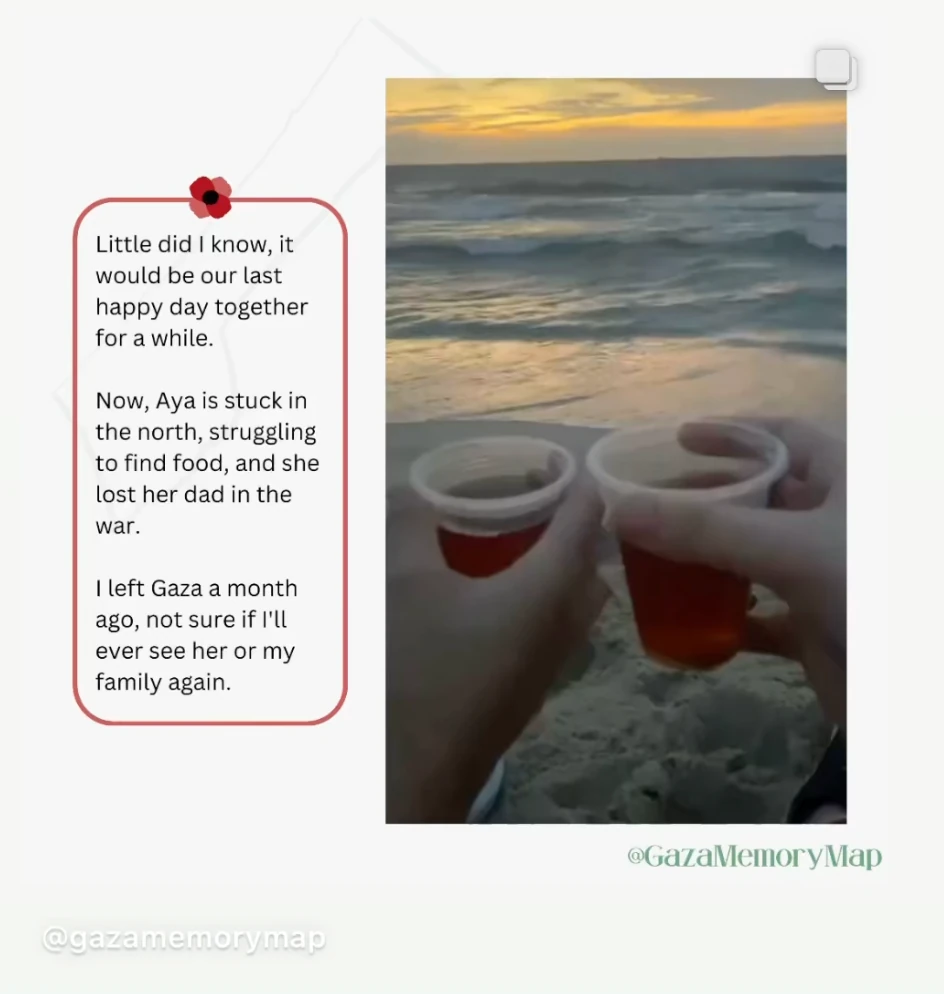 Little did I know, it
would be our last
happy day together
for a while.
Now, Aya is stuck in
the north, struggling
to find food, and she
lost her dad in the
war.
I left Gaza a month
ago, not sure if I'll
ever see her or my
family again.
@GazaMemoryMap
@gazamemorymap